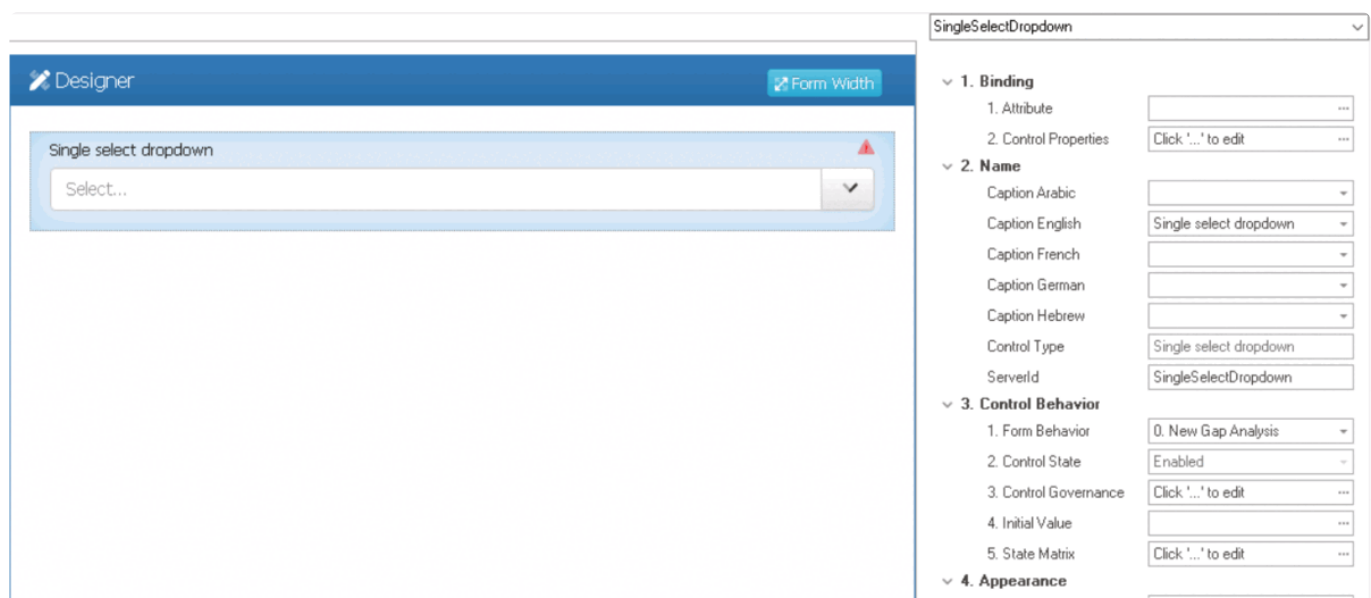 SingleSelectDropdown
Designer
Form Width
Single select dropdown
Select...
1. Binding
1. Attribute ...
2. Control Properties Click '...' to edit ...
2. Name
Caption Arabic
Caption English Single select dropdown
Caption French
Caption German
Caption Hebrew
Control Type Single select dropdown
ServerId SingleSelectDropdown
3. Control Behavior
1. Form Behavior 0. New Gap Analysis
2. Control State Enabled
3. Control Governance Click '...' to edit ...
4. Initial Value ...
5. State Matrix Click '...' to edit ...
4. Appearance